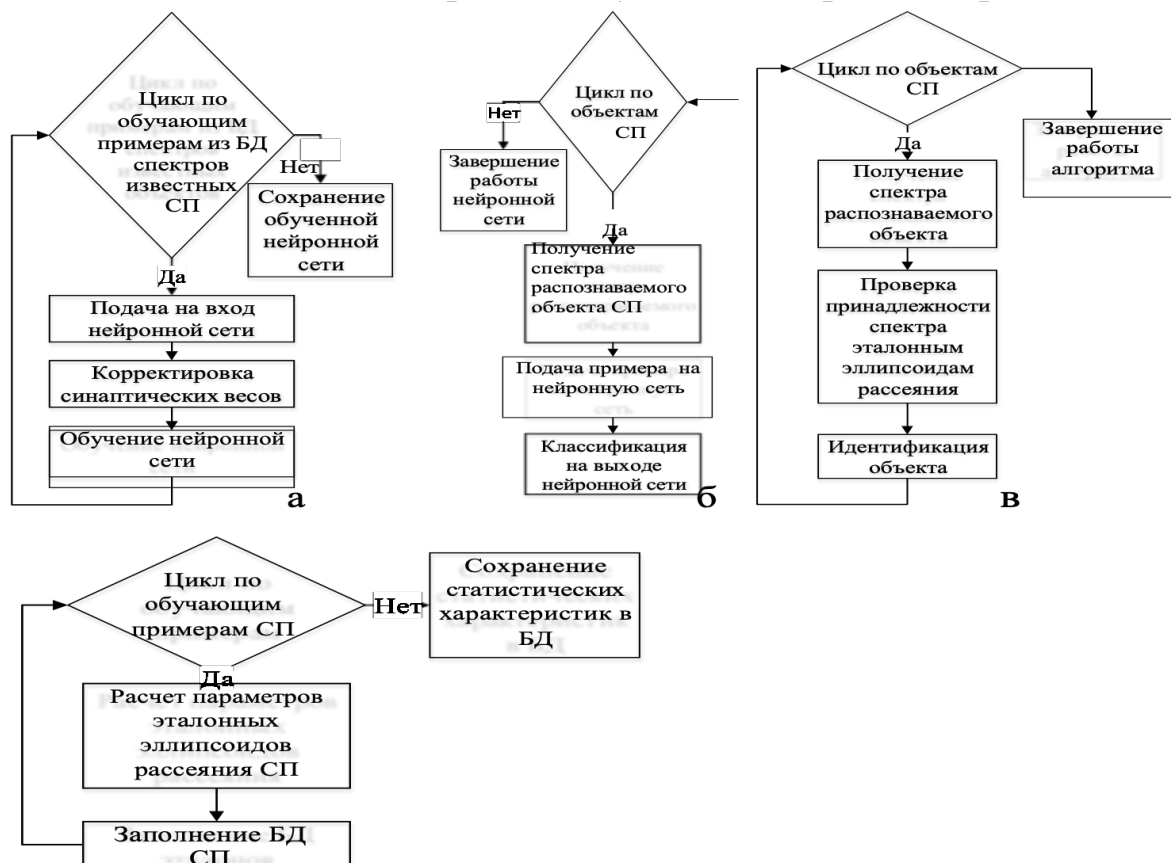 Цикл по
обучающим
примерам из БД
спектров
известных
СП
Нет
Сохранение
обученной
нейронной
сети
Да
Подача на вход
нейронной сети
Корректировка
синаптических весов
Обучение нейронной
сети
а
Цикл по
объектам
СП
Нет
Завершение
работы
нейронной
сети
Да
Получение
спектра
распознаваемого
объекта СП
Подача примера на
нейронную сеть
Классификация
на выходе
нейронной сети
б
Цикл по объектам
СП
Завершение
работы
алгоритма
Да
Получение
спектра
распознаваемого
объекта
Проверка
принадлежности
спектра
эталонным
эллипсоидам
рассеяния
Идентификация
объекта
в
Цикл по
обучающим
примерам СП
Нет
Сохранение
статистических
характеристик в
БД
Да
Расчет параметров
эталонных
эллипсоидов
рассеяния СП
Заполнение БД
СП